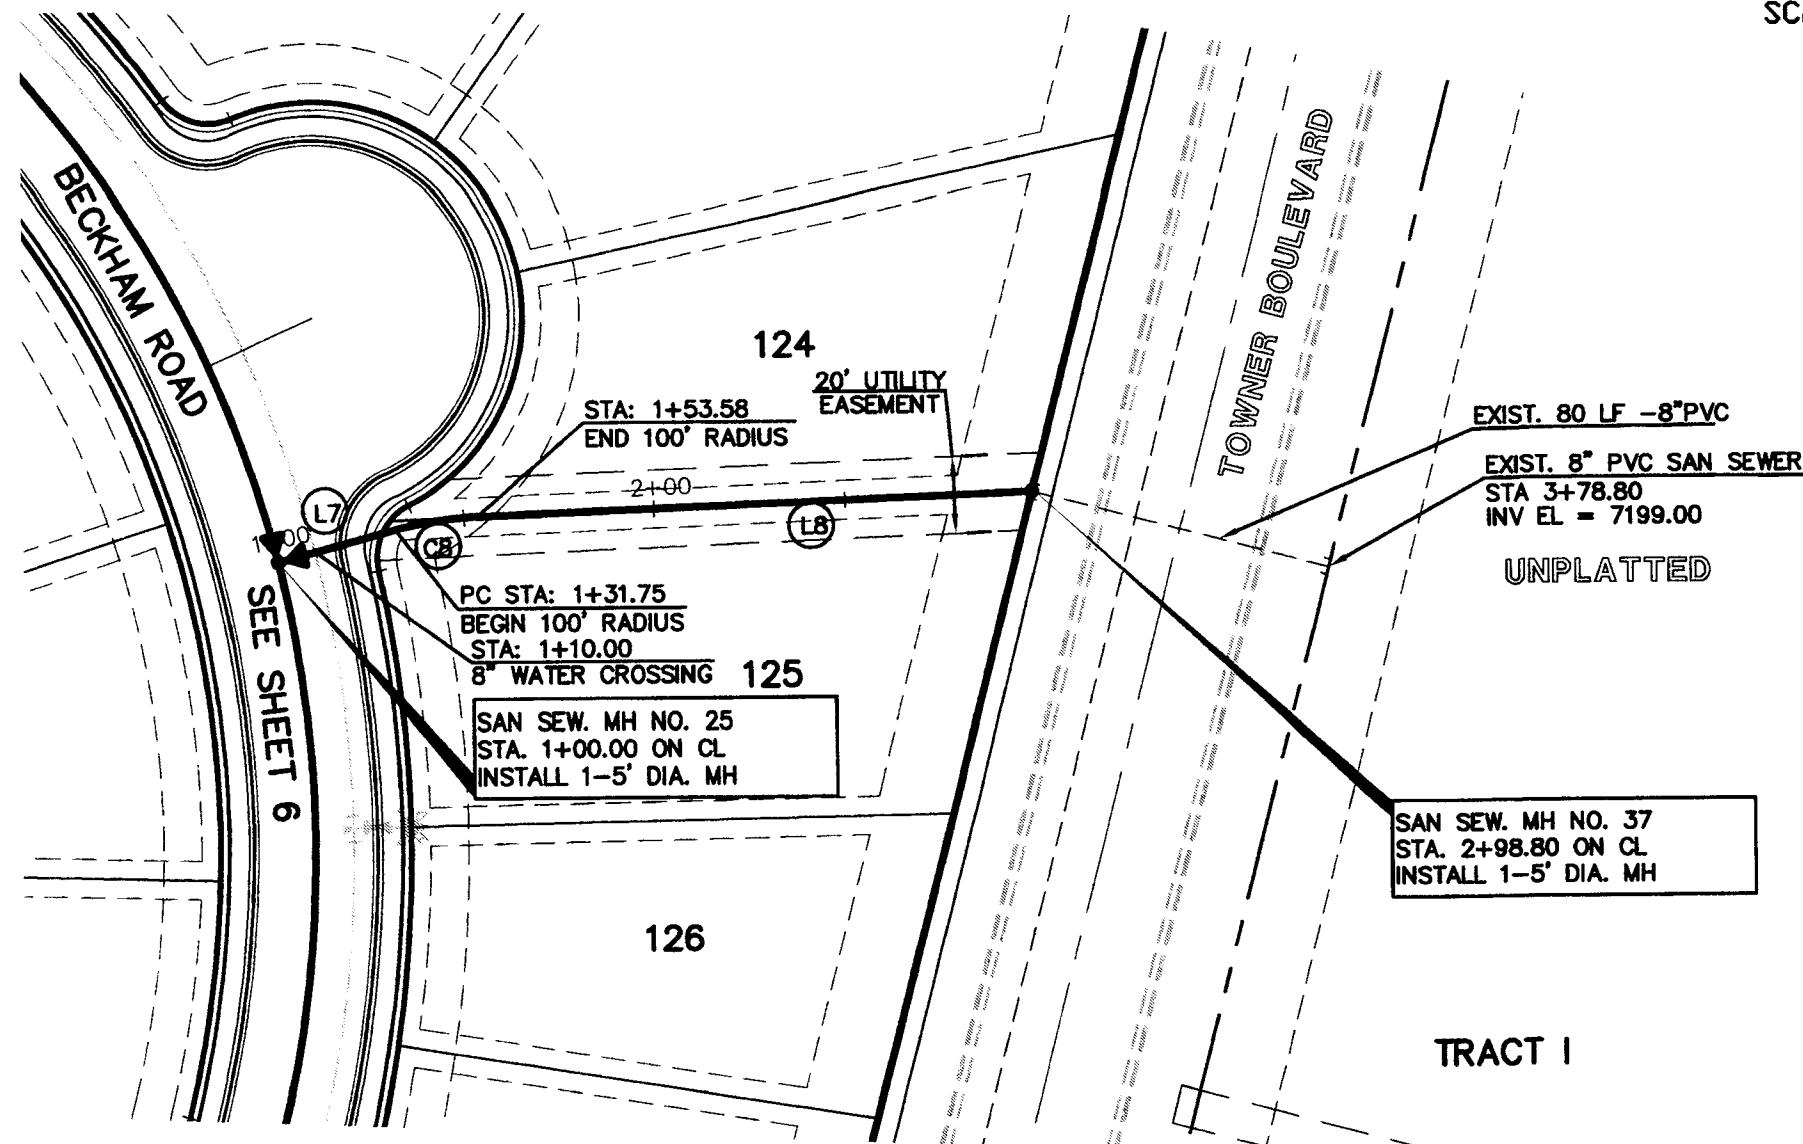 BECKHAM ROAD
TOWNER BOULEVARD
124
20' UTILITY
EASEMENT
STA: 1+53.58
END 100' RADIUS
EXIST. 80 LF -8"PVC
EXIST. 8" PVC SAN SEWER
STA 3+78.80
INV EL = 7199.00
2+00
L7
L8
C8
UNPLATTED
PC STA: 1+31.75
BEGIN 100' RADIUS
STA: 1+10.00
8" WATER CROSSING
125
SEE SHEET 6
SAN SEW. MH NO. 25
STA. 1+00.00 ON CL
INSTALL 1-5' DIA. MH
SAN SEW. MH NO. 37
STA. 2+98.80 ON CL
INSTALL 1-5' DIA. MH
126
TRACT I